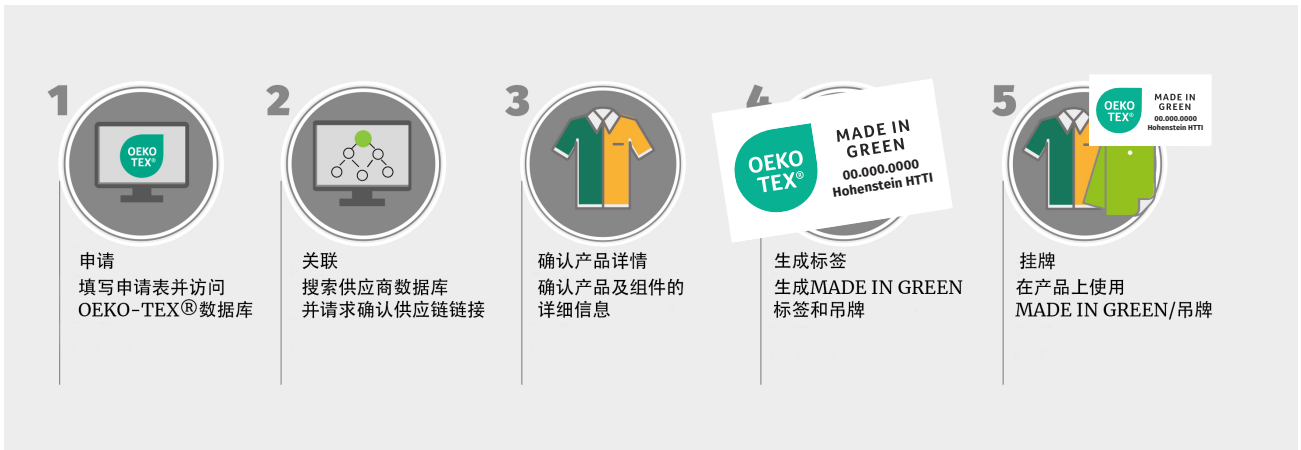 1
OEKO
TEX®
申请
填写申请表并访问
OEKO-TEX®数据库
2
关联
搜索供应商数据库
并请求确认供应链链接
3
确认产品详情
确认产品及组件的
详细信息
4
OEKO
TEX®
MADE IN
GREEN
00.000.0000
Hohenstein HTTI
生成标签
生成MADE IN GREEN
标签和吊牌
5
OEKO
TEX®
MADE IN
GREEN
00.000.0000
Hohenstein HTTI
挂牌
在产品上使用
MADE IN GREEN/吊牌